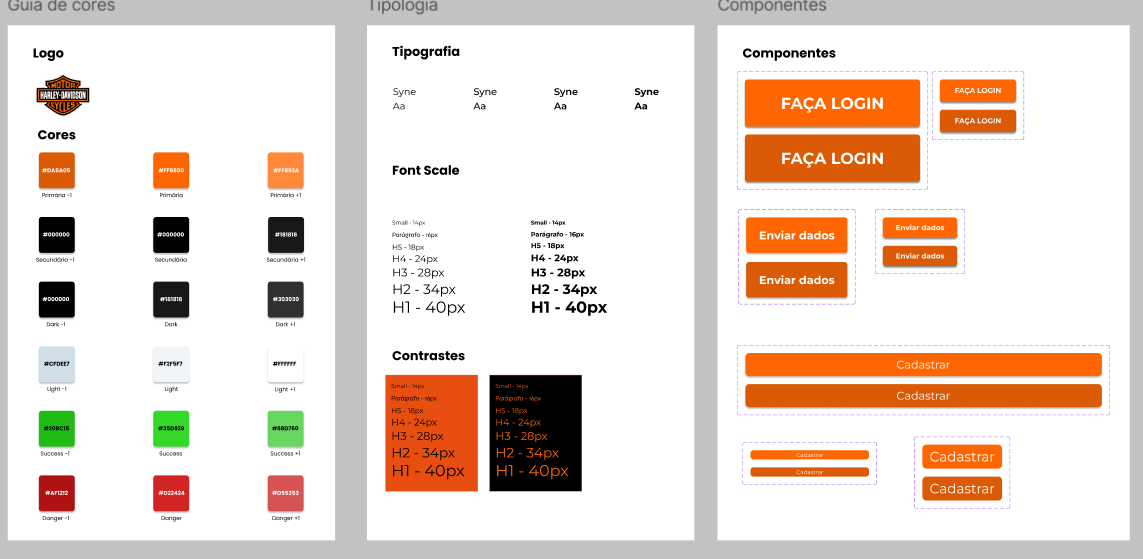 Guia de cores
Logo
MOTOR
HARLEY-DAVIDSON
CYCLES
Cores
#DA5A05
#FF6600
#FF8B3A
Primária -1
Primária
Primária +1
#000000
#000000
#181818
Secundária -1
Secundária
Secundária +1
#000000
#181818
#303030
Dark -1
Dark
Dark +1
#CFDEE7
#F2F5F7
#FFFFFF
Light -1
Light
Light +1
Success -1
Success
Success +1
#AF1212
#D22424
#D55353
Danger -1
Danger
Danger +1
Tipologia
Tipografia
Syne
Syne
Syne
Syne
Aa
Aa
Aa
Aa
Font Scale
Small - 14px
Parágrafo - 16px
H5 - 18px
H4 - 24px
H3 - 28px
H2 - 34px
H1 - 40px
Small - 14px
Parágrafo - 16px
H5 - 18px
H4 - 24px
H3 - 28px
H2 - 34px
H1 - 40px
Contrastes
Small - 14px
Parágrafo - 16px
H5 - 18px
H4 - 24px
H3 - 28px
H2 - 34px
H1 - 40px
Small - 14px
Parágrafo - 16px
H5 - 18px
H4 - 24px
H3 - 28px
H2 - 34px
H1 - 40px
Componentes
Componentes
FAÇA LOGIN
FAÇA LOGIN
FAÇA LOGIN
FAÇA LOGIN
Enviar dados
Enviar dados
Enviar dados
Enviar dados
Cadastrar
Cadastrar
Cadastrar
Cadastrar
Cadastrar
Cadastrar